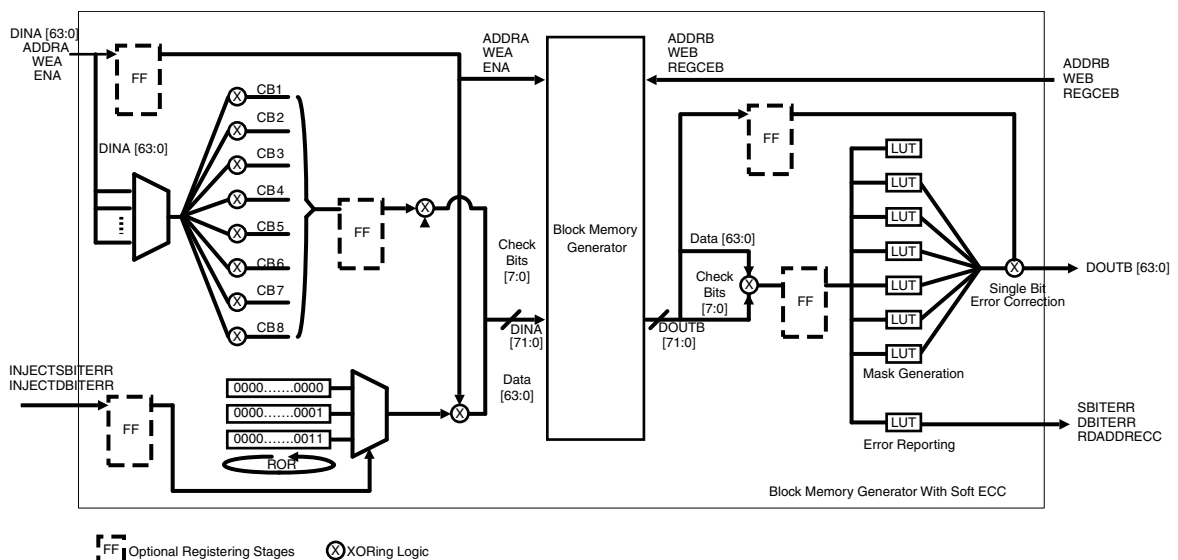 DINA [63:0]
ADDRA
WEA
ENA
FF
DINA [63:0]
CB1
CB2
CB3
CB4
CB5
CB6
CB7
CB8
X
X
X
X
X
X
X
X
FF
X
INJECTSBITERR
INJECTDBITERR
FF
0000.......0000
0000.......0001
0000.......0011
ROR
X
ADDRA
WEA
ENA
Check
Bits
[7:0]
DINA
[71:0]
Data
[63:0]
Block Memory
Generator
ADDRB
WEB
REGCEB
ADDRB
WEB
REGCEB
FF
Data [63:0]
Check
Bits
[7:0]
X
DOUTB
[71:0]
FF
LUT
LUT
LUT
LUT
LUT
LUT
LUT
Mask Generation
LUT
Error Reporting
X
Single Bit
Error Correction
DOUTB [63:0]
SBITERR
DBITERR
RDADDRECC
Block Memory Generator With Soft ECC
FF Optional Registering Stages
X XORing Logic